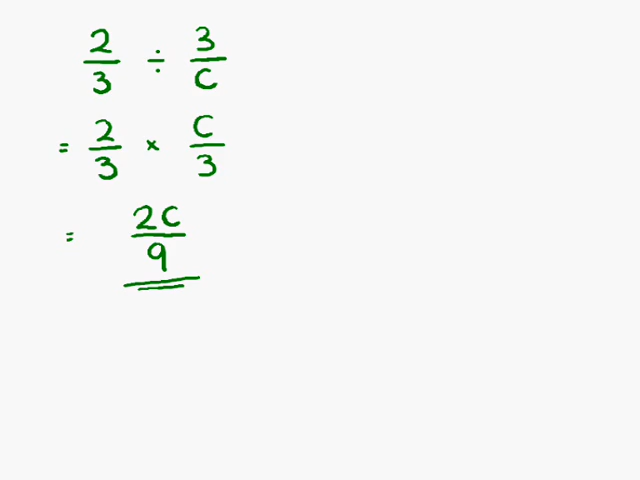 2/3 ÷ 3/C
= 2/3 × C/3
= 2C/9